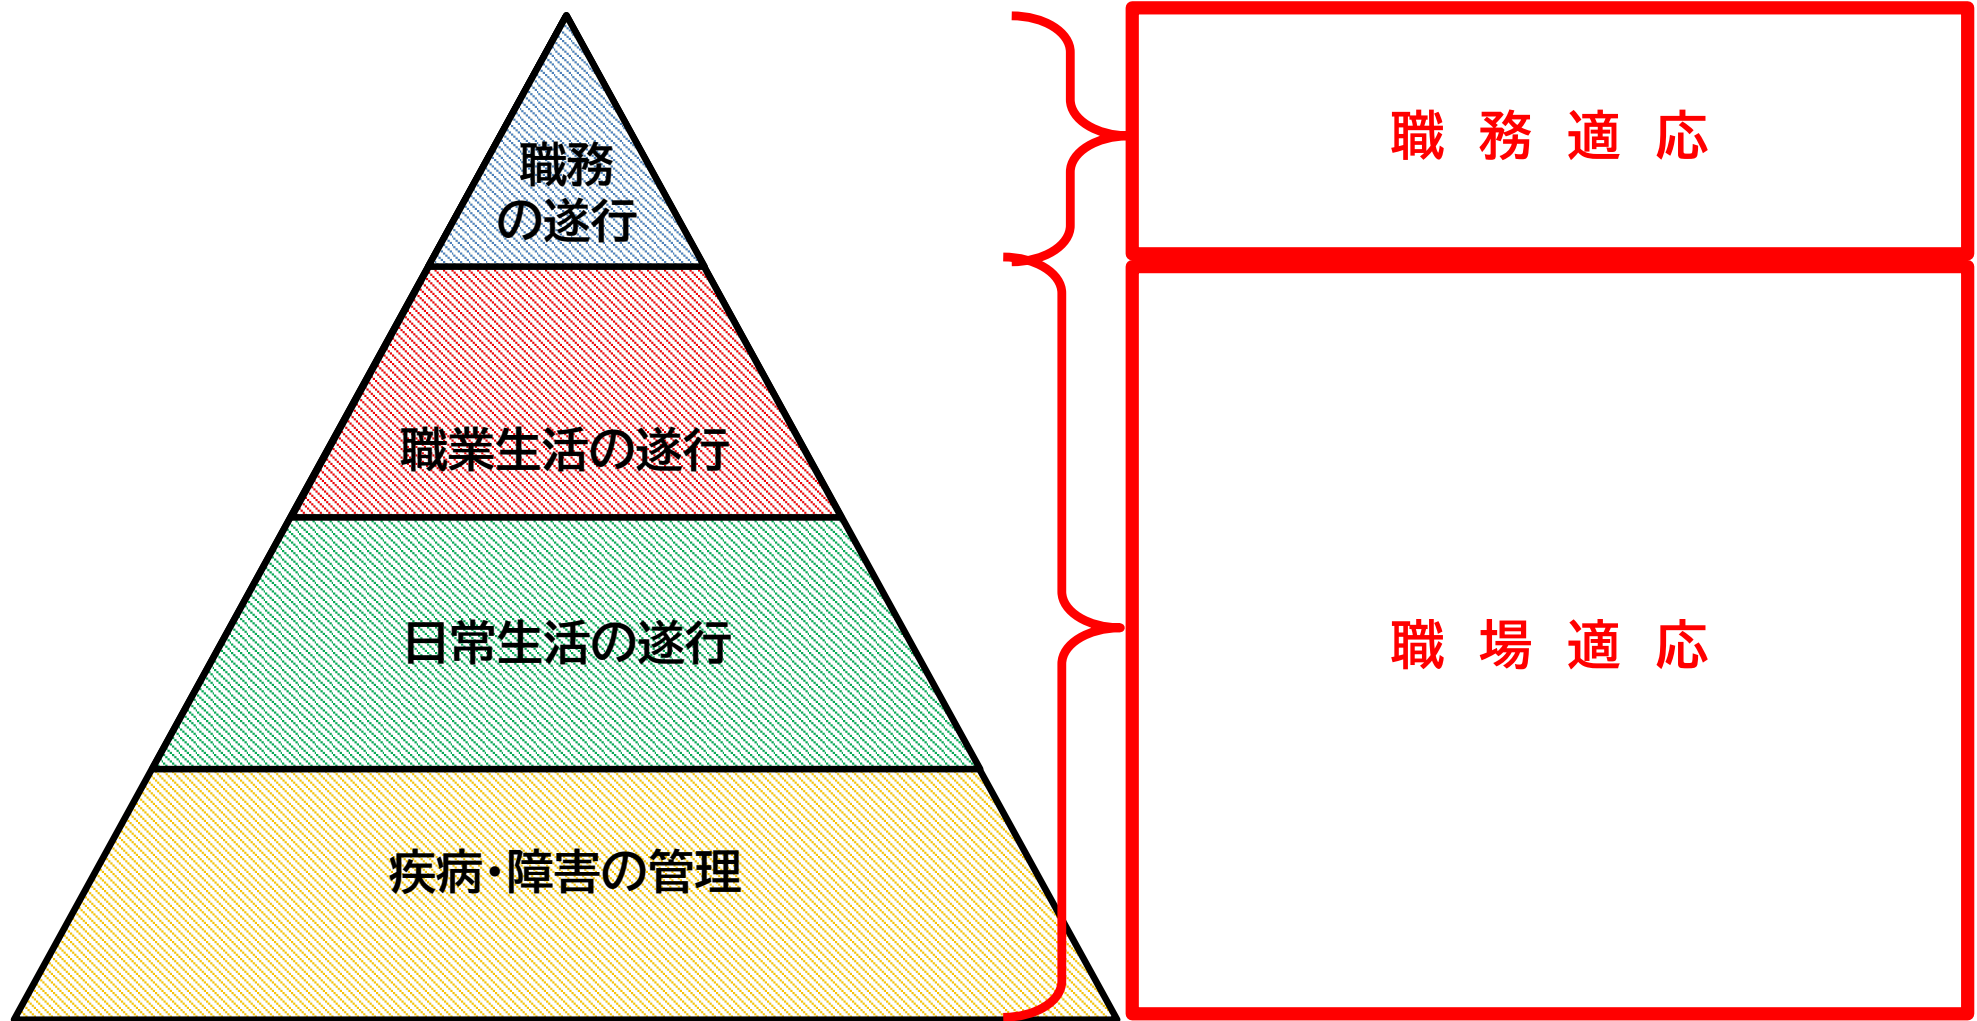 職務
の遂行
職業生活の遂行
日常生活の遂行
疾病・障害の管理
職務適応
職場適応